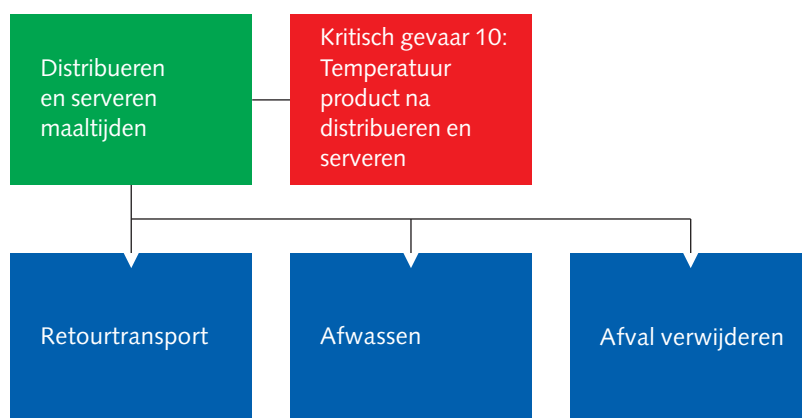 Distribueren
en serveren
maaltijden
Kritisch gevaar 10:
Temperatuur
product na
distribueren en
serveren
Retourtransport
Afwassen
Afval verwijderen